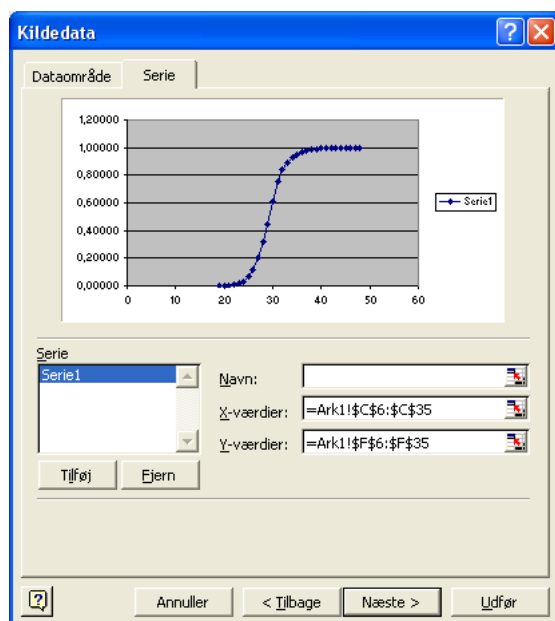 Kildedata
Dataområde Serie
1,20000
1,00000
0,80000
0,60000
0,40000
0,20000
0,00000
0 10 20 30 40 50 60
Serie1
Serie
Serie1
Navn:
X-værdier: =Ark1!$C$6:$C$35
Y-værdier: =Ark1!$F$6:$F$35
Tilføj Fjern
Annuller < Tilbage Næste > Udfør